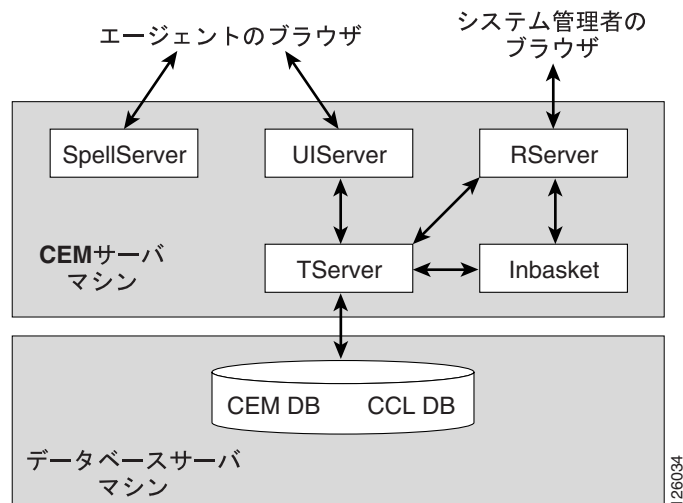 エージェントのブラウザ
システム管理者の
ブラウザ
SpellServer
UIServer
RServer
CEMサーバ
マシン
TServer
Inbasket
CEM DB
CCL DB
データベースサーバ
マシン
126034